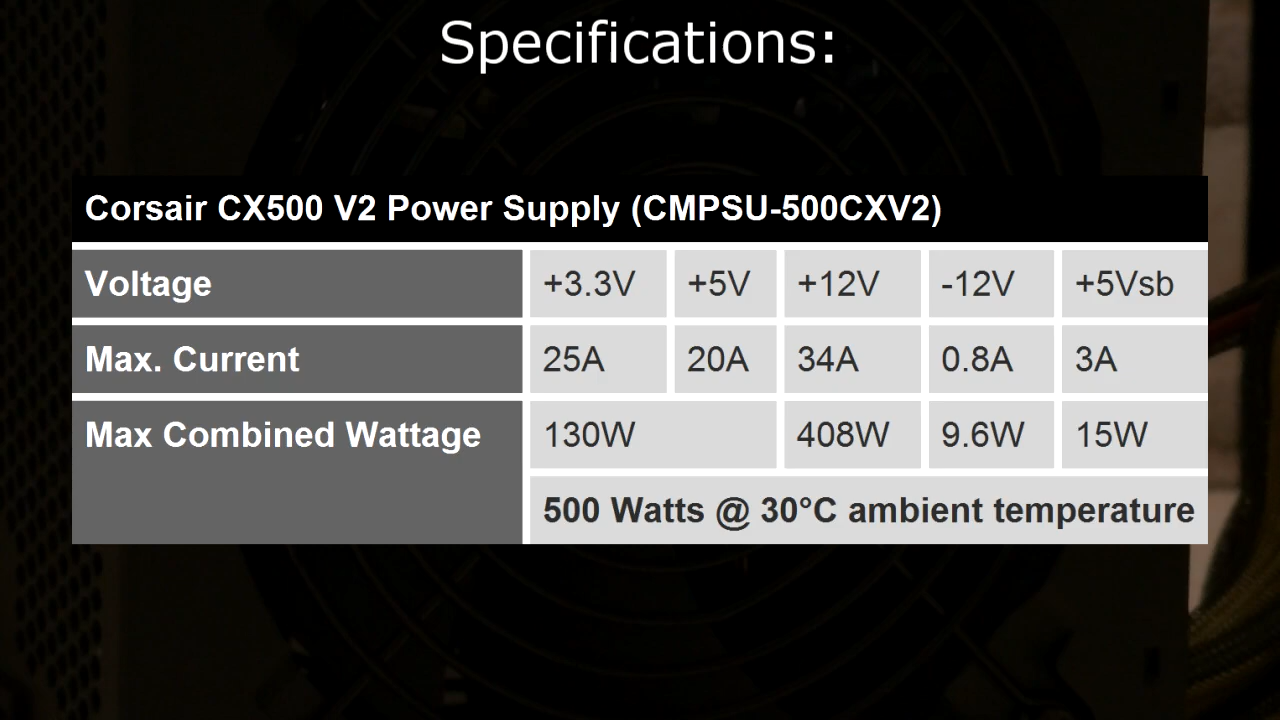 Specifications:
Corsair CX500 V2 Power Supply (CMPSU-500CXV2)
Voltage +3.3V +5V +12V -12V +5Vsb
Max. Current 25A 20A 34A 0.8A 3A
Max Combined Wattage 130W 408W 9.6W 15W
500 Watts @ 30°C ambient temperature